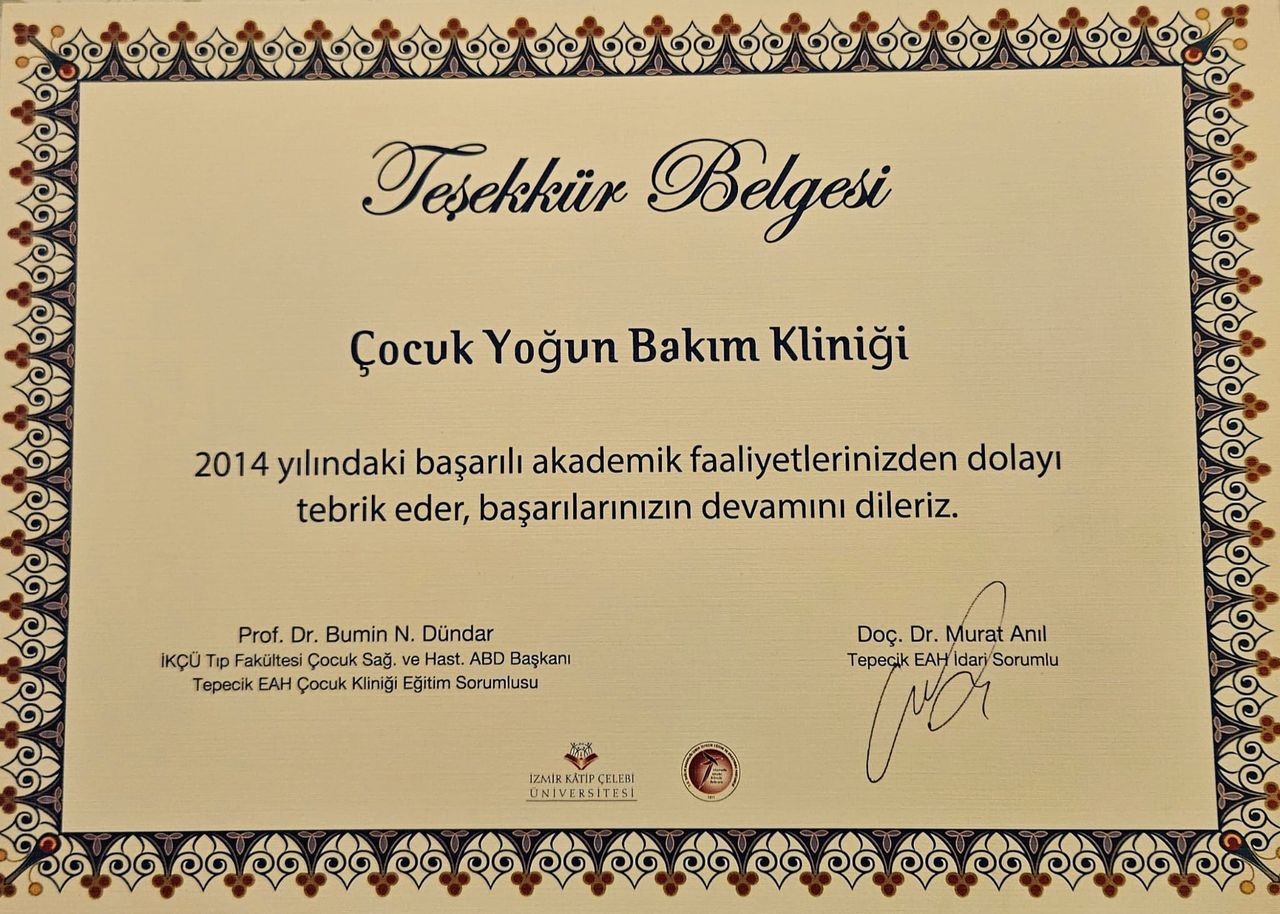 Teşekkür Belgesi
Çocuk Yoğun Bakım Kliniği
2014 yılındaki başarılı akademik faaliyetlerinizden dolayı
tebrik eder, başarılarınızın devamını dileriz.
Prof. Dr. Bumin N. Dündar
İKÇÜ Tıp Fakültesi Çocuk Sağ. ve Hast. ABD Başkanı
Tepecik EAH Çocuk Kliniği Eğitim Sorumlusu
Doç. Dr. Murat Anıl
Tepecik EAH İdari Sorumlu
İZMİR KÂTİP ÇELEBİ
ÜNİVERSİTESİ